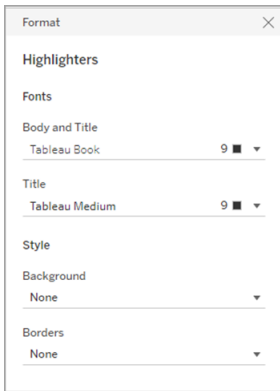 Format
Highlighters
Fonts
Body and Title
Tableau Book 9
Title
Tableau Medium 9
Style
Background
None
Borders
None